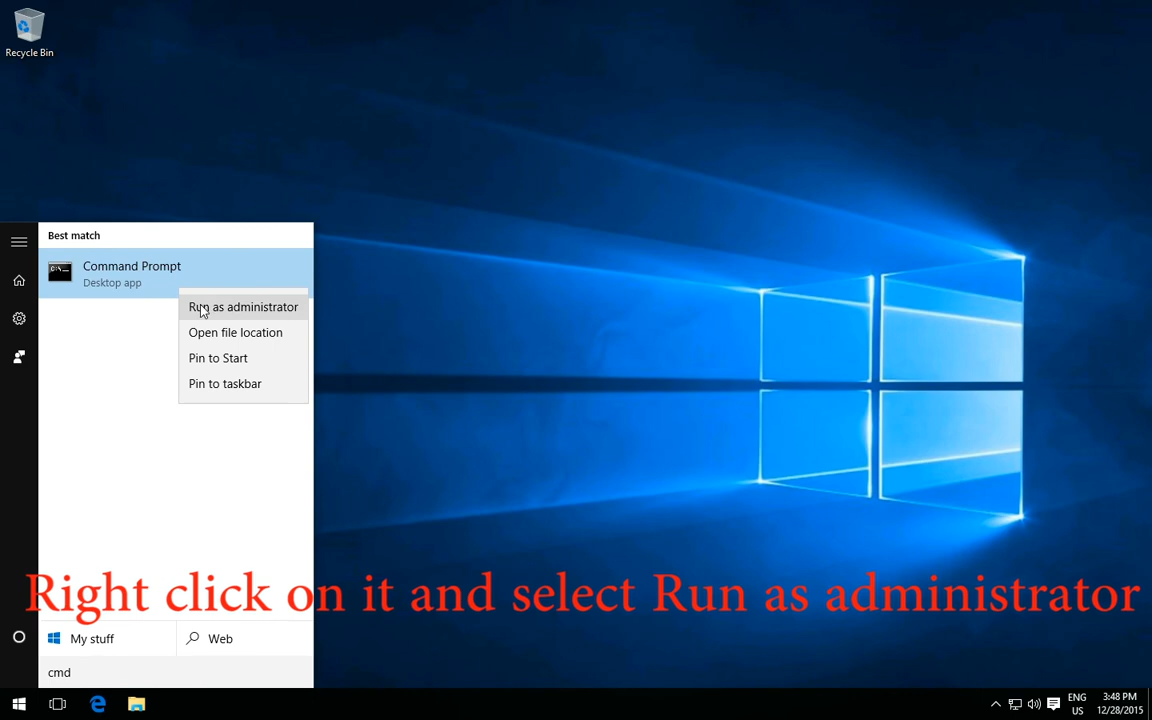 Recycle Bin
Best match
Command Prompt
Desktop app
Run as administrator
Open file location
Pin to Start
Pin to taskbar
Right click on it and select Run as administrator
My stuff
Web
cmd
ENG
US
3:48 PM
12/28/2015